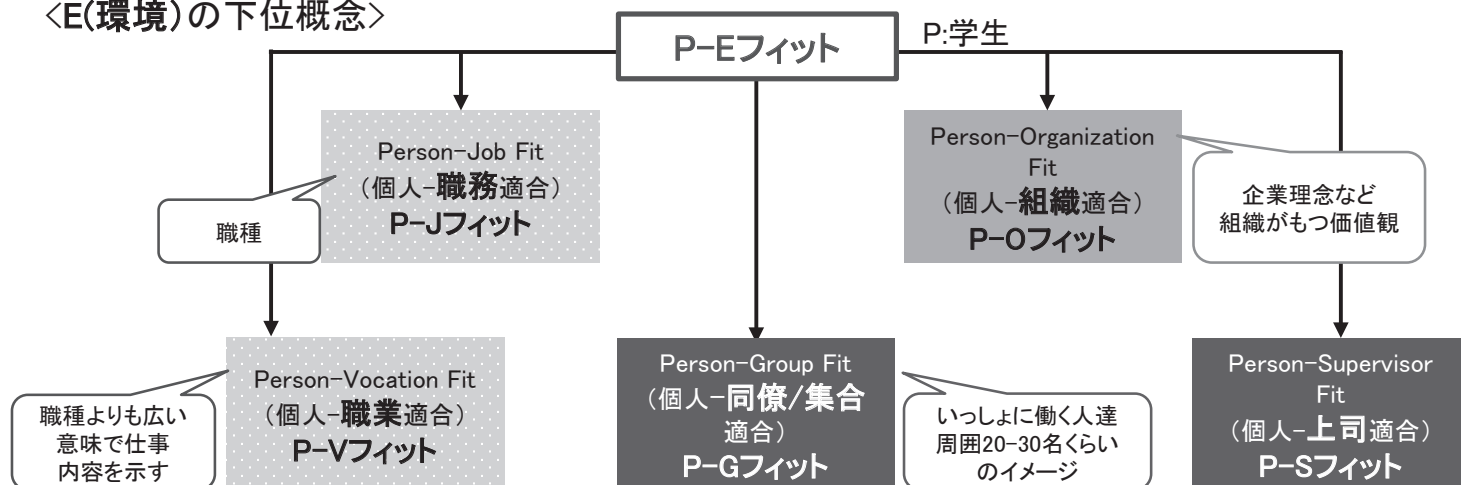 <E(環境)の下位概念>
P-Eフィット
P:学生
Person-Job Fit
(個人-職務適合)
P-Jフィット
職種
Person-Organization
Fit
(個人-組織適合)
P-Oフィット
企業理念など
組織がもつ価値観
Person-Vocation Fit
(個人-職業適合)
P-Vフィット
職種よりも広い
意味で仕事
内容を示す
Person-Group Fit
(個人-同僚/集合
適合)
P-Gフィット
いっしょに働く人達
周囲20-30名くらい
のイメージ
Person-Supervisor
Fit
(個人-上司適合)
P-Sフィット